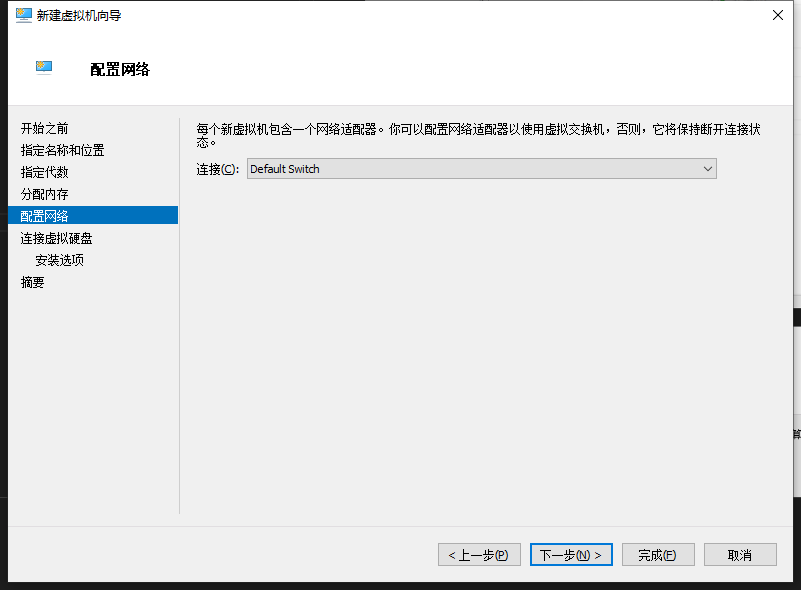 新建虚拟机向导
配置网络
开始之前
指定名称和位置
指定代数
分配内存
配置网络
连接虚拟硬盘
安装选项
摘要
每个新虚拟机包含一个网络适配器。你可以配置网络适配器以使用虚拟交换机，否则，它将保持断开连接状
态。
连接(C): Default Switch
< 上一步(P) 下一步(N) > 完成(F) 取消